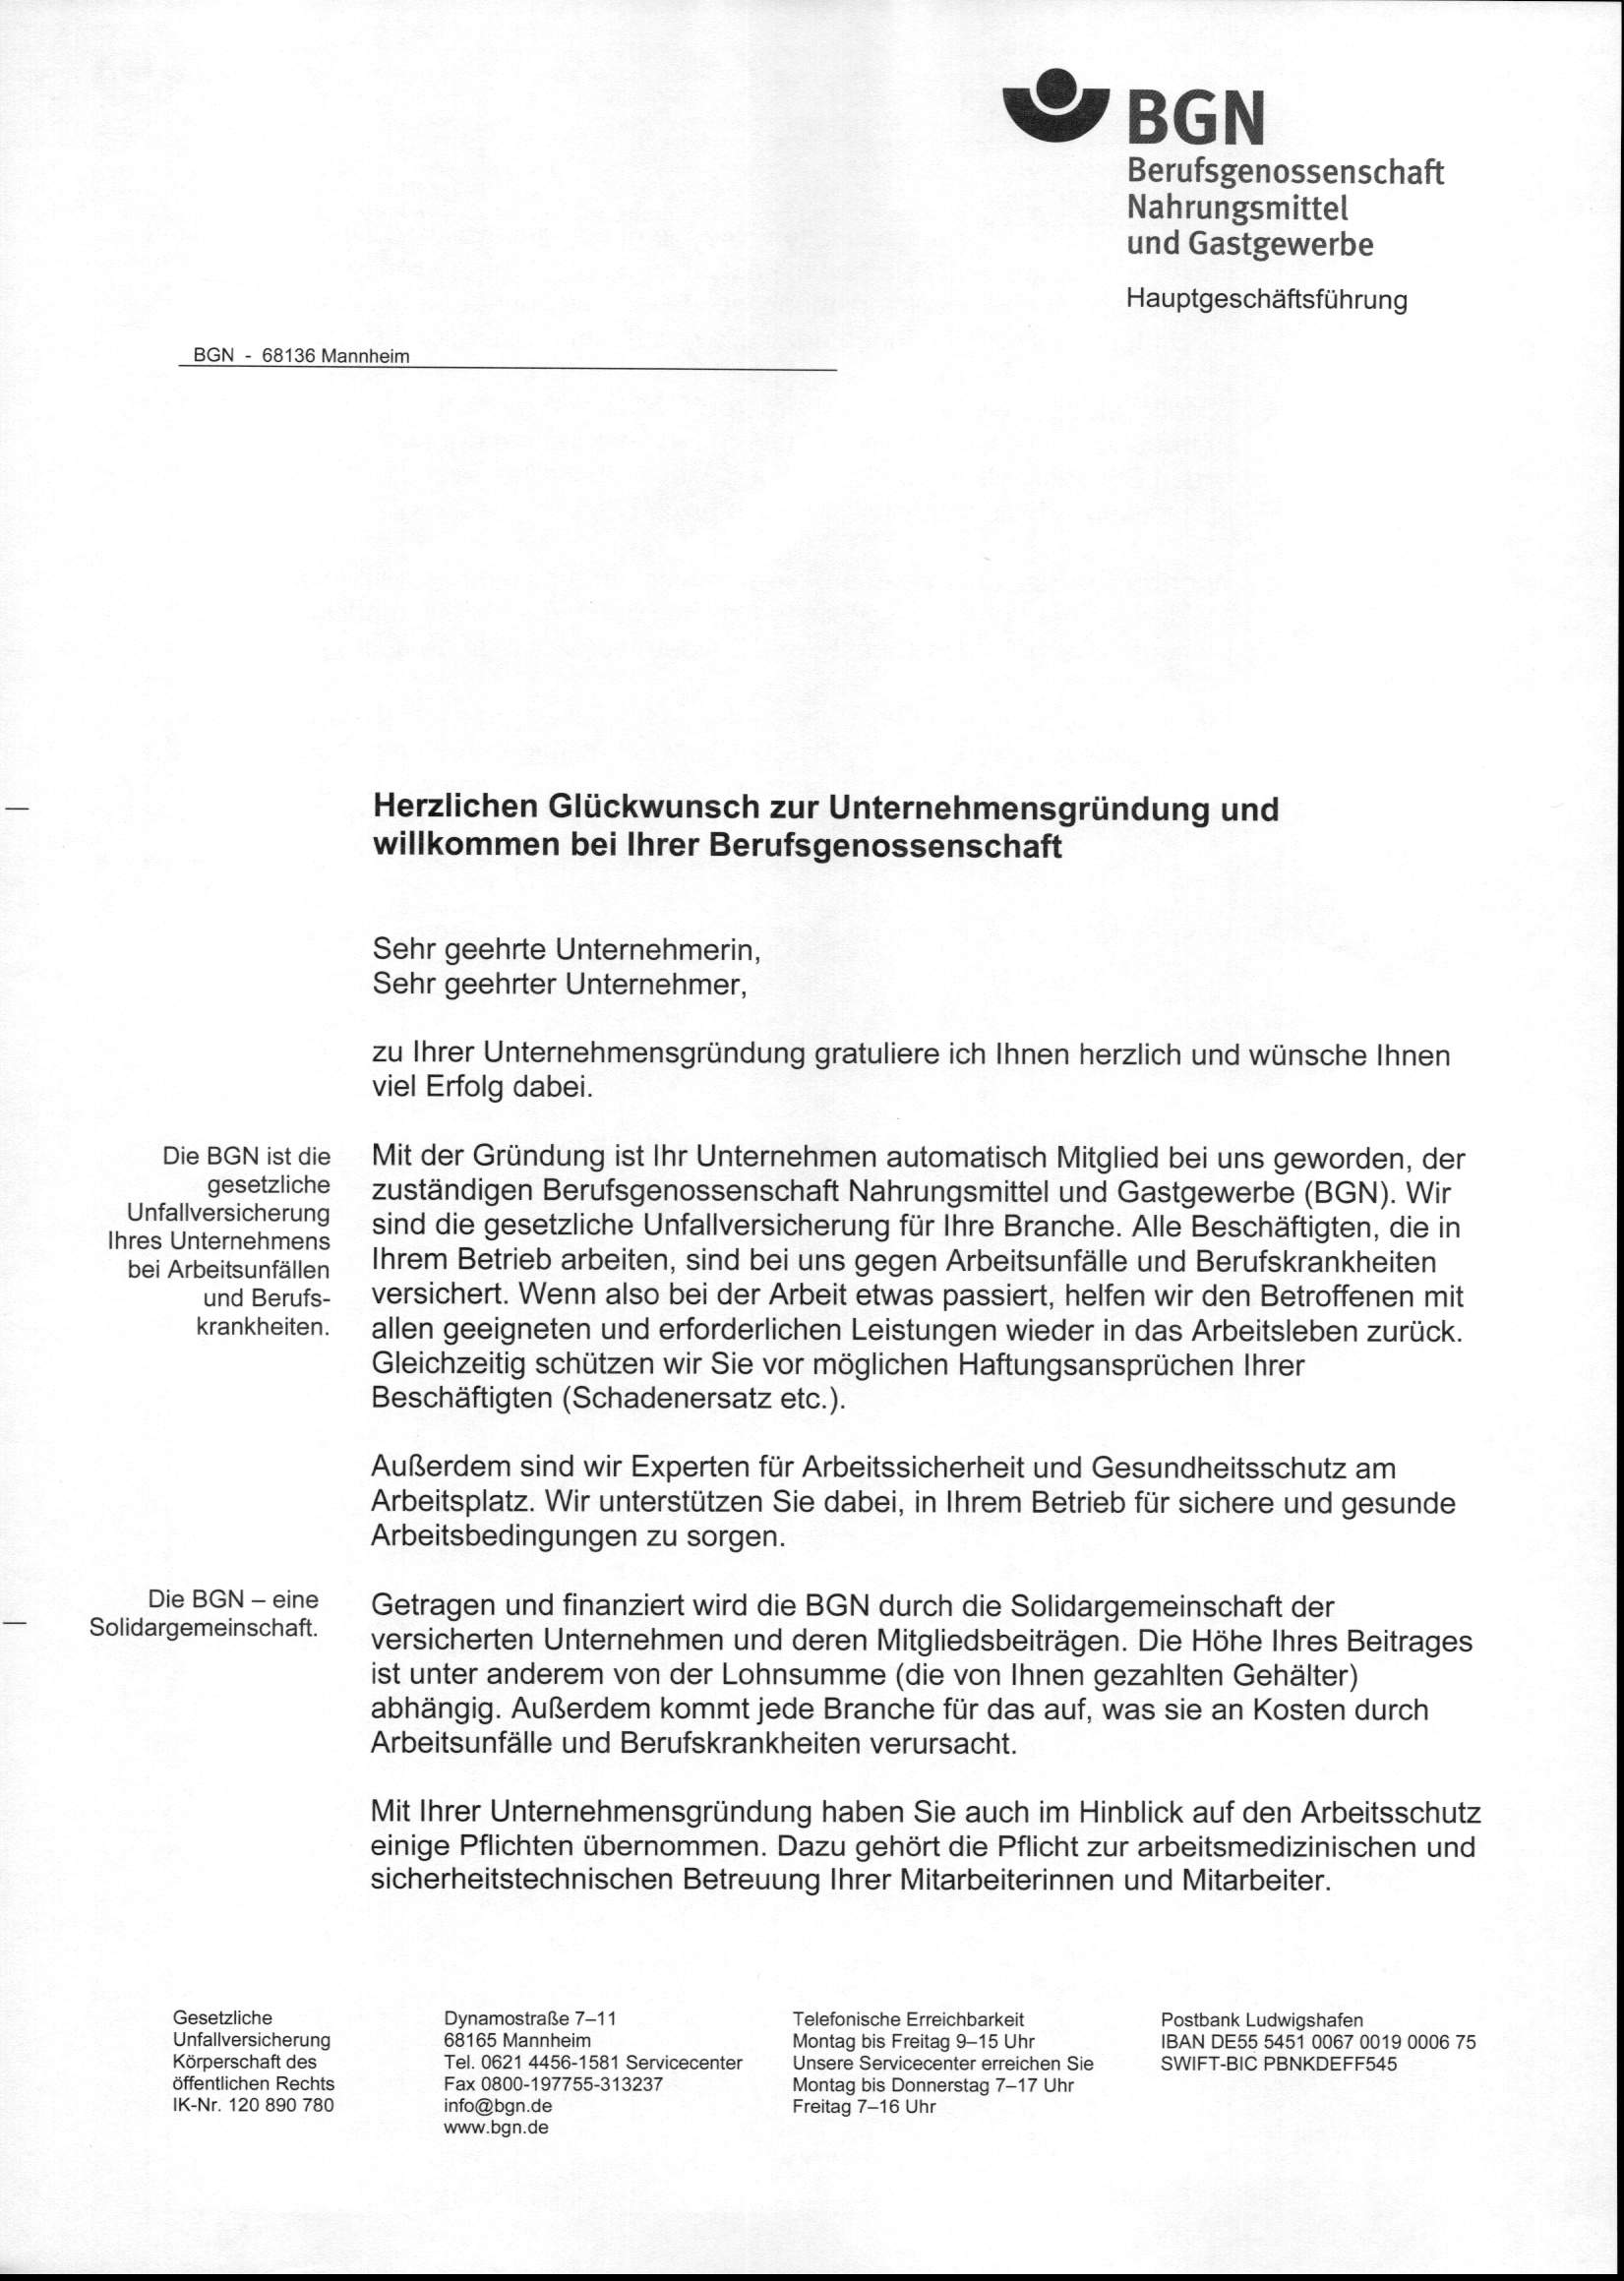 BGN
Berufsgenossenschaft
Nahrungsmittel
und Gastgewerbe
Hauptgeschäftsführung
BGN - 68136 Mannheim
Herzlichen Glückwunsch zur Unternehmensgründung und
willkommen bei Ihrer Berufsgenossenschaft
Sehr geehrte Unternehmerin,
Sehr geehrter Unternehmer,
zu Ihrer Unternehmensgründung gratuliere ich Ihnen herzlich und wünsche Ihnen
viel Erfolg dabei.
Die BGN ist die
gesetzliche
Unfallversicherung
Ihres Unternehmens
bei Arbeitsunfällen
und Berufs-
krankheiten.
Mit der Gründung ist Ihr Unternehmen automatisch Mitglied bei uns geworden, der
zuständigen Berufsgenossenschaft Nahrungsmittel und Gastgewerbe (BGN). Wir
sind die gesetzliche Unfallversicherung für Ihre Branche. Alle Beschäftigten, die in
Ihrem Betrieb arbeiten, sind bei uns gegen Arbeitsunfälle und Berufskrankheiten
versichert. Wenn also bei der Arbeit etwas passiert, helfen wir den Betroffenen mit
allen geeigneten und erforderlichen Leistungen wieder in das Arbeitsleben zurück.
Gleichzeitig schützen wir Sie vor möglichen Haftungsansprüchen Ihrer
Beschäftigten (Schadenersatz etc.).
Außerdem sind wir Experten für Arbeitssicherheit und Gesundheitsschutz am
Arbeitsplatz. Wir unterstützen Sie dabei, in Ihrem Betrieb für sichere und gesunde
Arbeitsbedingungen zu sorgen.
Die BGN – eine
Solidargemeinschaft.
Getragen und finanziert wird die BGN durch die Solidargemeinschaft der
versicherten Unternehmen und deren Mitgliedsbeiträgen. Die Höhe Ihres Beitrages
ist unter anderem von der Lohnsumme (die von Ihnen gezahlten Gehälter)
abhängig. Außerdem kommt jede Branche für das auf, was sie an Kosten durch
Arbeitsunfälle und Berufskrankheiten verursacht.
Mit Ihrer Unternehmensgründung haben Sie auch im Hinblick auf den Arbeitsschutz
einige Pflichten übernommen. Dazu gehört die Pflicht zur arbeitsmedizinischen und
sicherheitstechnischen Betreuung Ihrer Mitarbeiterinnen und Mitarbeiter.
Gesetzliche
Unfallversicherung
Körperschaft des
öffentlichen Rechts
IK-Nr. 120 890 780
Dynamostraße 7–11
68165 Mannheim
Tel. 0621 4456-1581 Servicecenter
Fax 0800-197755-313237
info@bgn.de
www.bgn.de
Telefonische Erreichbarkeit
Montag bis Freitag 9–15 Uhr
Unsere Servicecenter erreichen Sie
Montag bis Donnerstag 7–17 Uhr
Freitag 7–16 Uhr
Postbank Ludwigshafen
IBAN DE55 5451 0067 0019 0006 75
SWIFT-BIC PBNKDEFF545